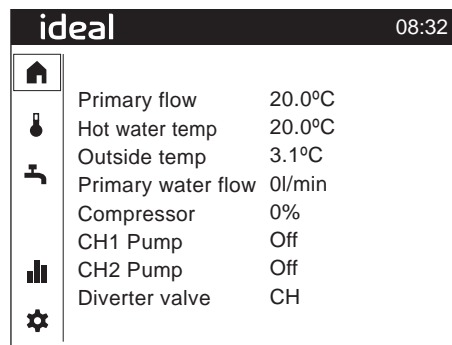 ideal 08:32
Primary flow 20.0ºC
Hot water temp 20.0ºC
Outside temp 3.1ºC
Primary water flow 0l/min
Compressor 0%
CH1 Pump Off
CH2 Pump Off
Diverter valve CH